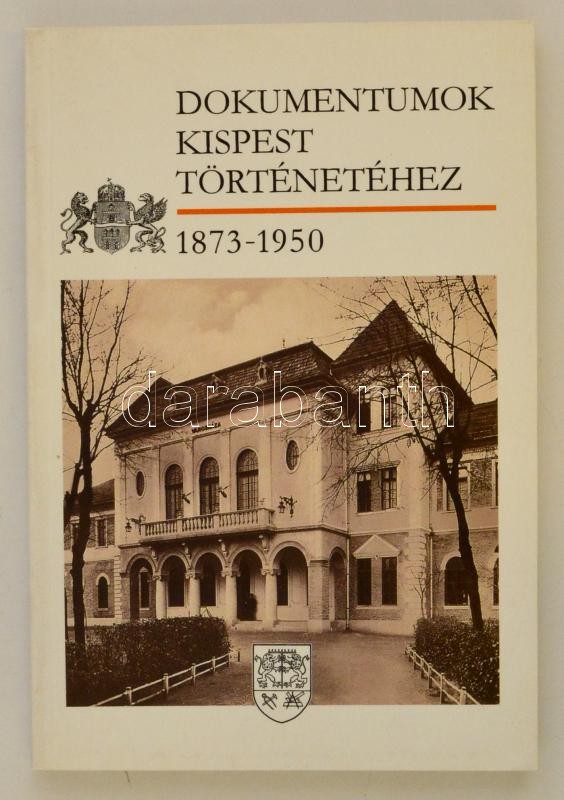 DOKUMENTUMOK
KISPEST
TÖRTÉNETÉHEZ
1873-1950
darabanth